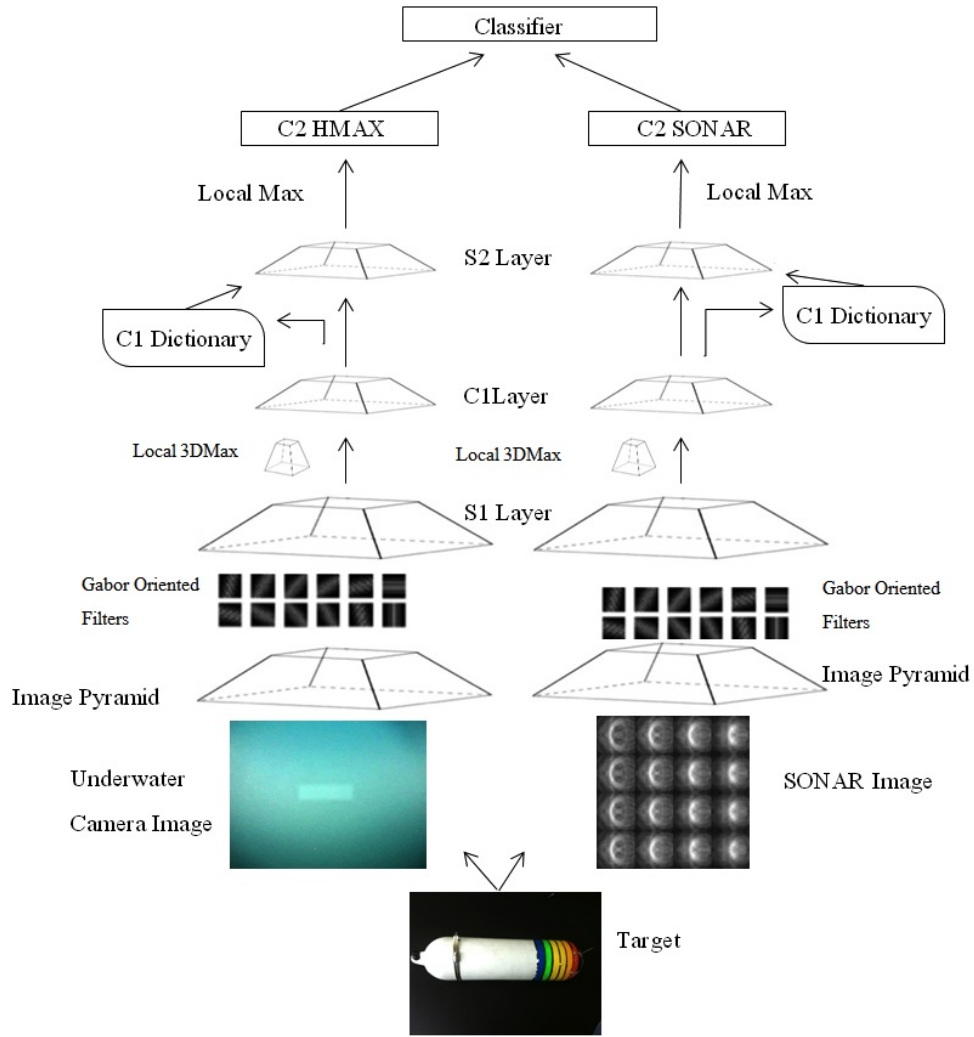 Classifier
C2 HMAX
C2 SONAR
Local Max
Local Max
S2 Layer
C1 Dictionary
C1 Dictionary
C1Layer
Local 3DMax
Local 3DMax
S1 Layer
Gabor Oriented
Filters
Gabor Oriented
Filters
Image Pyramid
Image Pyramid
Underwater
Camera Image
SONAR Image
Target